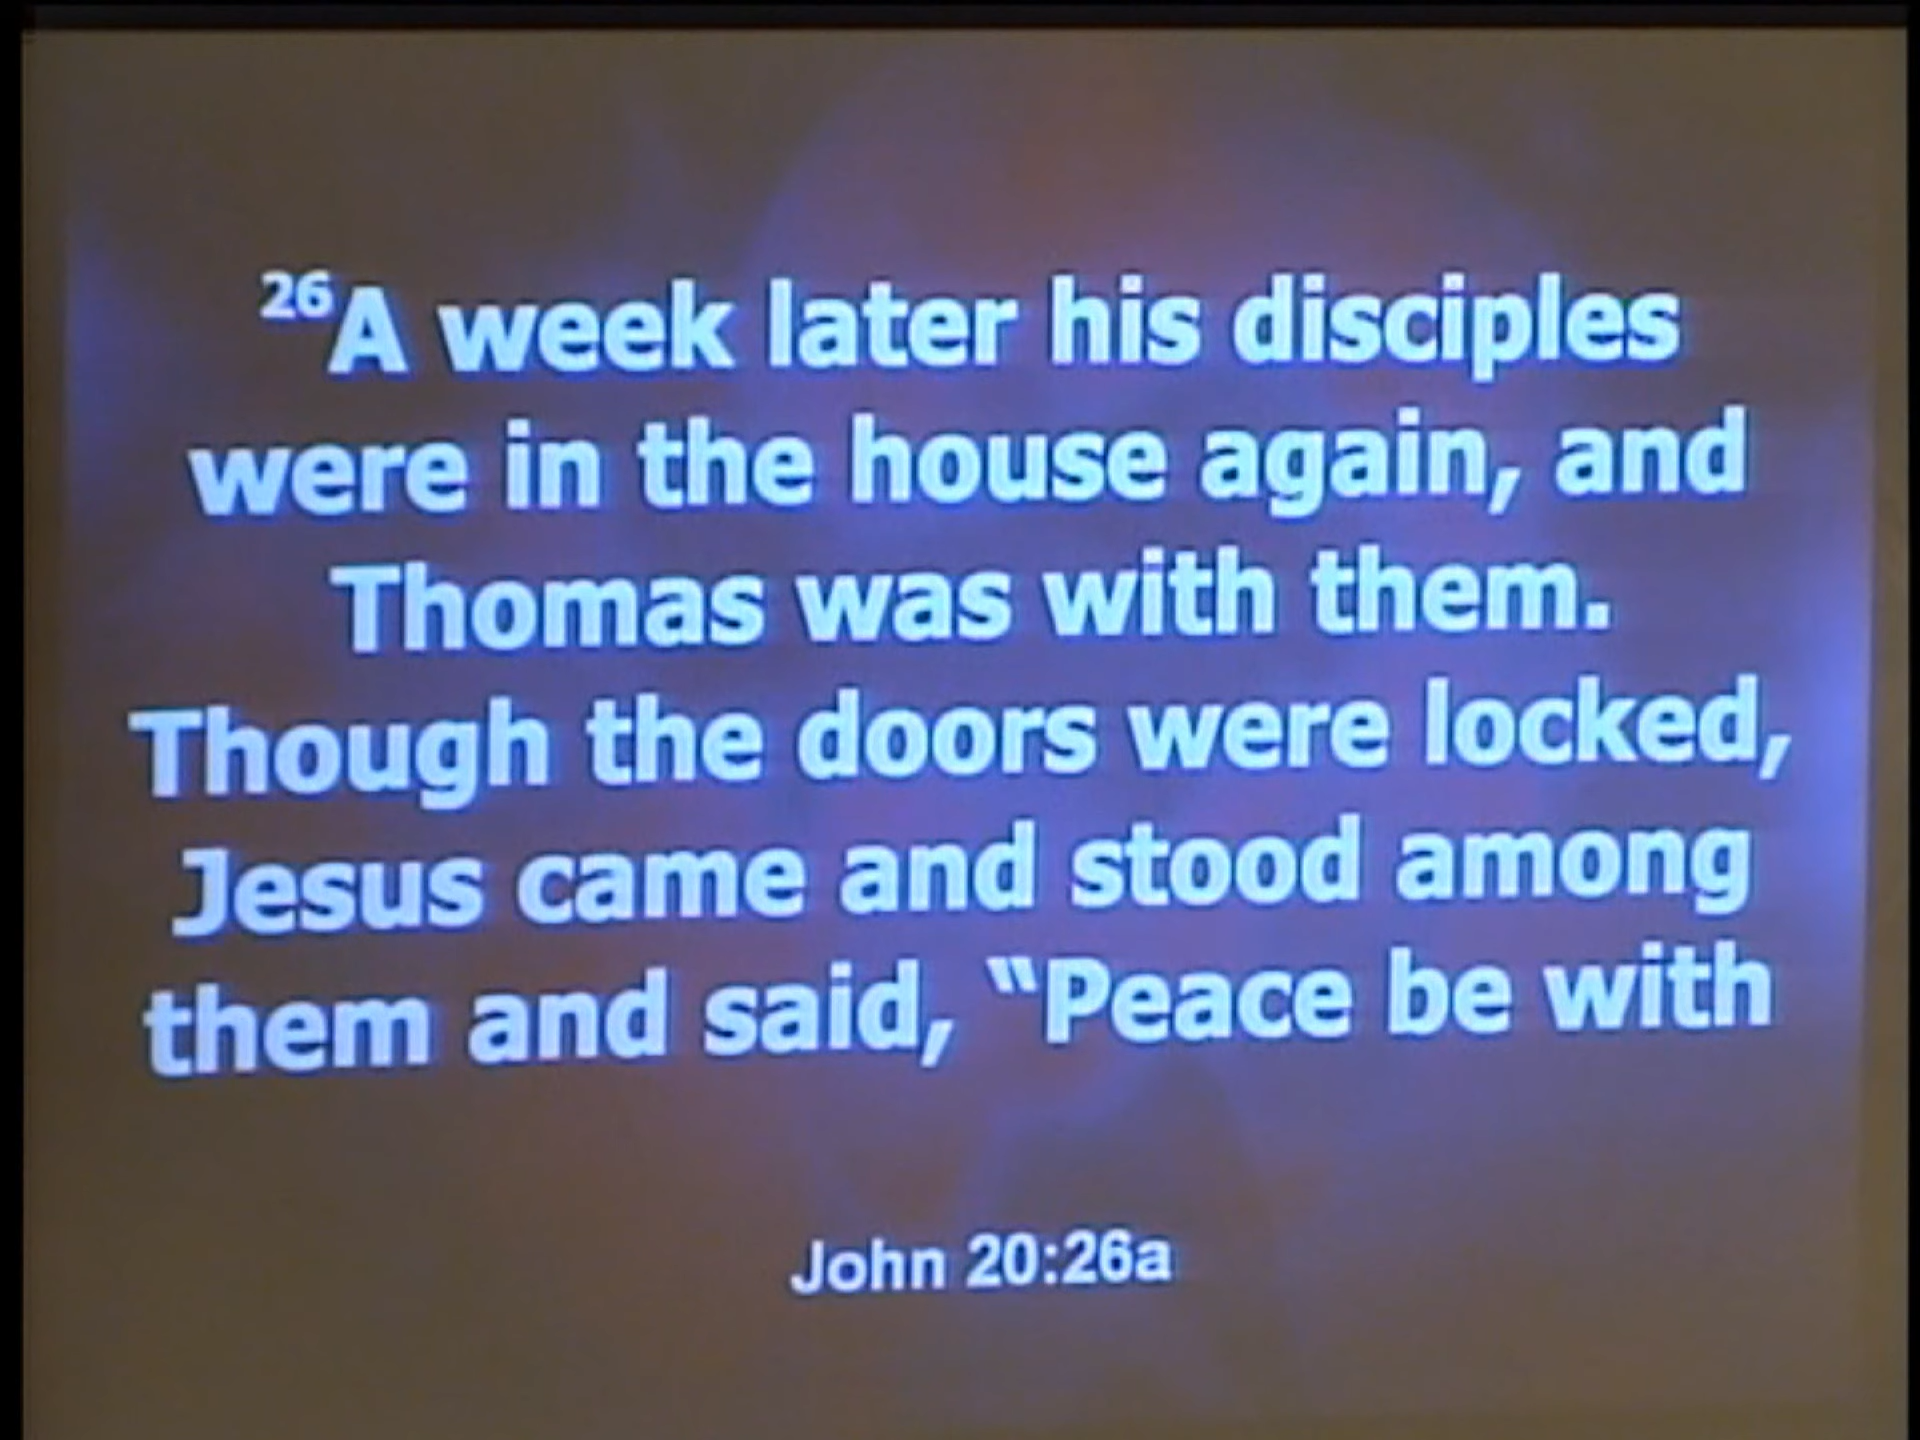 26A week later his disciples
were in the house again, and
Thomas was with them.
Though the doors were locked,
Jesus came and stood among
them and said, “Peace be with
John 20:26a